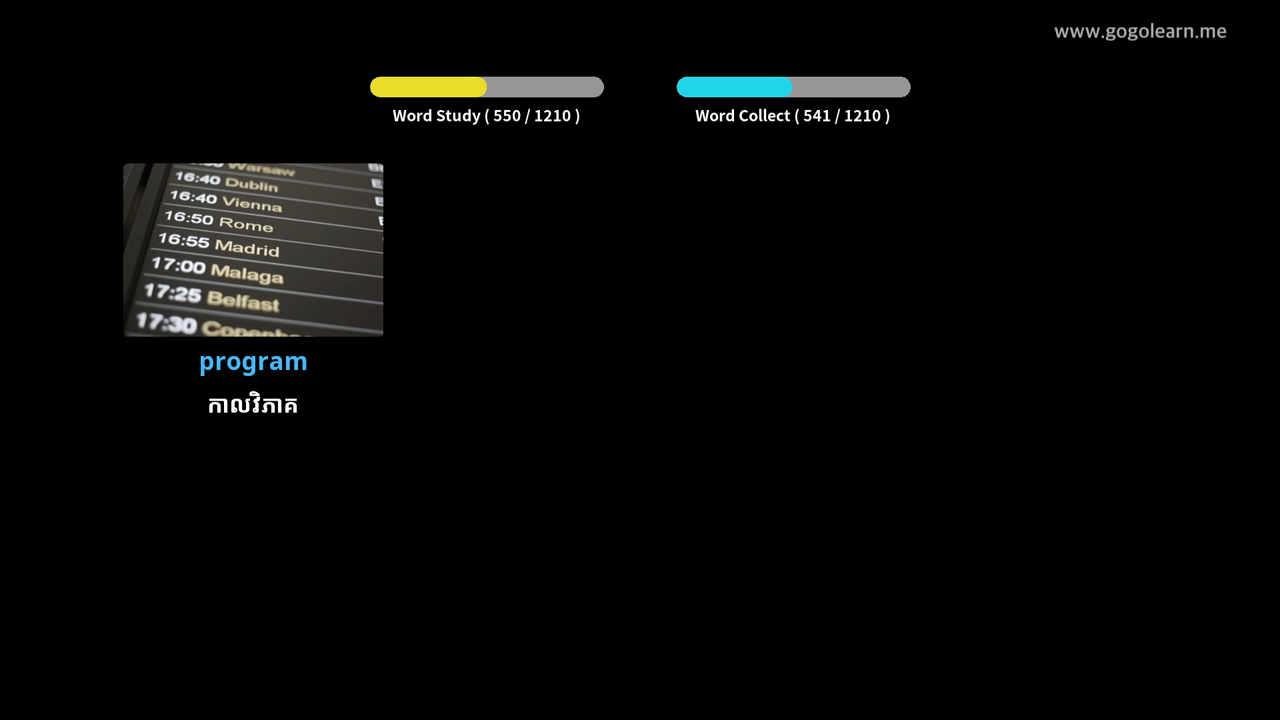 www.gogolearn.me
Word Study ( 550 / 1210 )
Word Collect ( 541 / 1210 )
Warsaw
16:40 Dublin
16:40 Vienna
16:50 Rome
16:55 Madrid
17:00 Malaga
17:25 Belfast
17:30
program
កាលវិភាគ